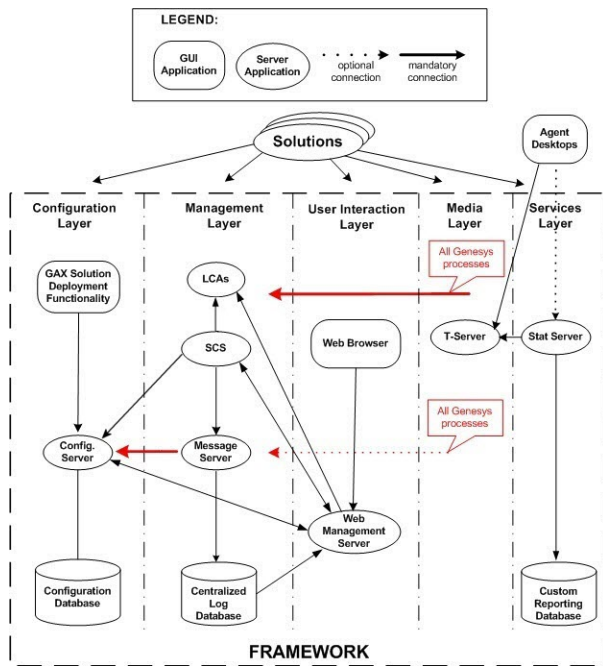 LEGEND:
GUI
Application
Server
Application
optional
connection
mandatory
connection
Solutions
Agent
Desktops
Configuration
Layer
Management
Layer
User Interaction
Layer
Media
Layer
Services
Layer
GAX Solution
Deployment
Functionality
LCAs
All Genesys
processes
SCS
Web Browser
T-Server
Stat Server
Config.
Server
Message
Server
All Genesys
processes
Web
Management
Server
Configuration
Database
Centralized
Log
Database
Custom
Reporting
Database
FRAMEWORK